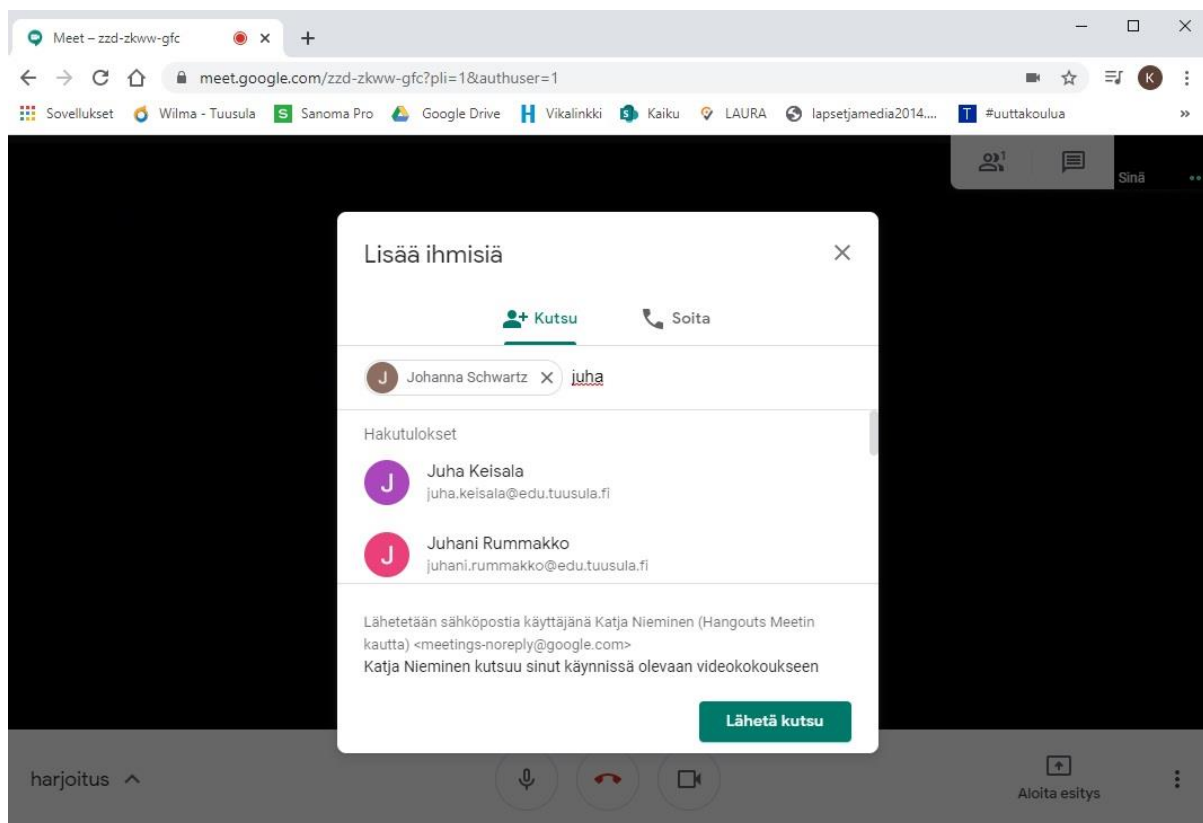 Meet – zzd-zkww-gfc
meet.google.com/zzd-zkww-gfc?pli=1&authuser=1
K
Sovellukset Wilma - Tuusula S Sanoma Pro Google Drive H Vikalinkki S Kaiku LAURA lapsetjamedia2014.... T #uuttakoulua »
1 Sinä
Lisää ihmisiä
Kutsu Soita
J Johanna Schwartz juha
Hakutulokset
J Juha Keisala
juha.keisala@edu.tuusula.fi
J Juhani Rummakko
juhani.rummakko@edu.tuusula.fi
Lähetetään sähköpostia käyttäjänä Katja Nieminen (Hangouts Meetin
kautta) <meetings-noreply@google.com>
Katja Nieminen kutsuu sinut käynnissä olevaan videokokoukseen
Lähetä kutsu
harjoitus
Aloita esitys